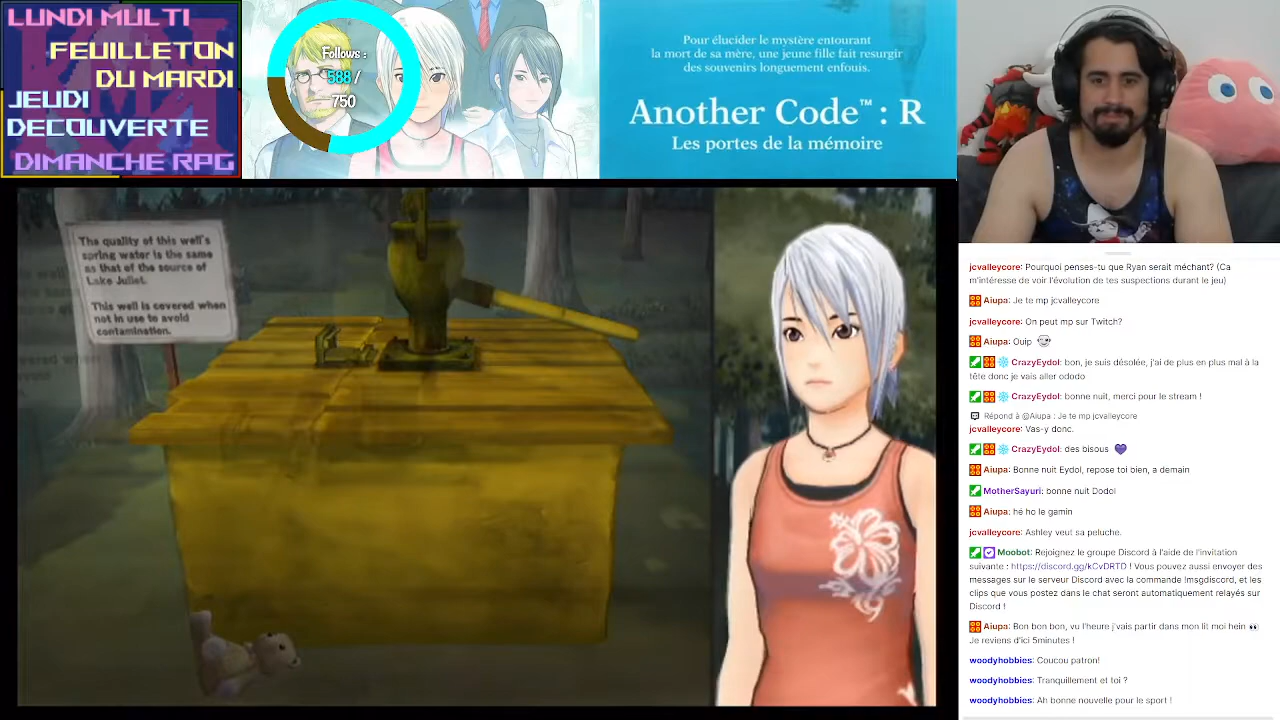 LUNDI MULTI
FEUILLETON
DU MARDI
JEUDI
DECOUVERTE
DIMANCHE RPG
Follows :
588 /
750
Pour élucider le mystère entourant
la mort de sa mère, une jeune fille fait resurgir
des souvenirs longuement enfouis.
Another Code™ : R
Les portes de la mémoire
The quality of this well's
spring water is the same
as that of the source of
Lake Juliet.
This well is covered when
not in use to avoid
contamination.
jcvalleycore: Pourquoi penses-tu que Ryan serait méchant? (Ca
m'intéresse de voir l'évolution de tes suspections durant le jeu)
Aiupa: Je te mp jcvalleycore
jcvalleycore: On peut mp sur Twitch?
Aiupa: Ouip
CrazyEydol: bon, je suis désolée, j'ai de plus en plus mal à la
tête donc je vais aller ododo
CrazyEydol: bonne nuit, merci pour le stream !
Répond à @Aiupa : Je te mp jcvalleycore
jcvalleycore: Vas-y donc.
CrazyEydol: des bisous
Aiupa: Bonne nuit Eydol, repose toi bien, a demain
MotherSayuri: bonne nuit Dodol
Aiupa: hé ho le gamin
jcvalleycore: Ashley veut sa peluche.
Moobot: Rejoignez le groupe Discord à l'aide de l'invitation
suivante : https://discord.gg/kCvDRTD ! Vous pouvez aussi envoyer des
messages sur le serveur Discord avec la commande !msgdiscord, et les
clips que vous postez dans le chat seront automatiquement relayés sur
Discord !
Aiupa: Bon bon bon, vu l'heure j'vais partir dans mon lit moi hein
Je reviens d'ici 5minutes !
woodyhobbies: Coucou patron!
woodyhobbies: Tranquillement et toi ?
woodyhobbies: Ah bonne nouvelle pour le sport !